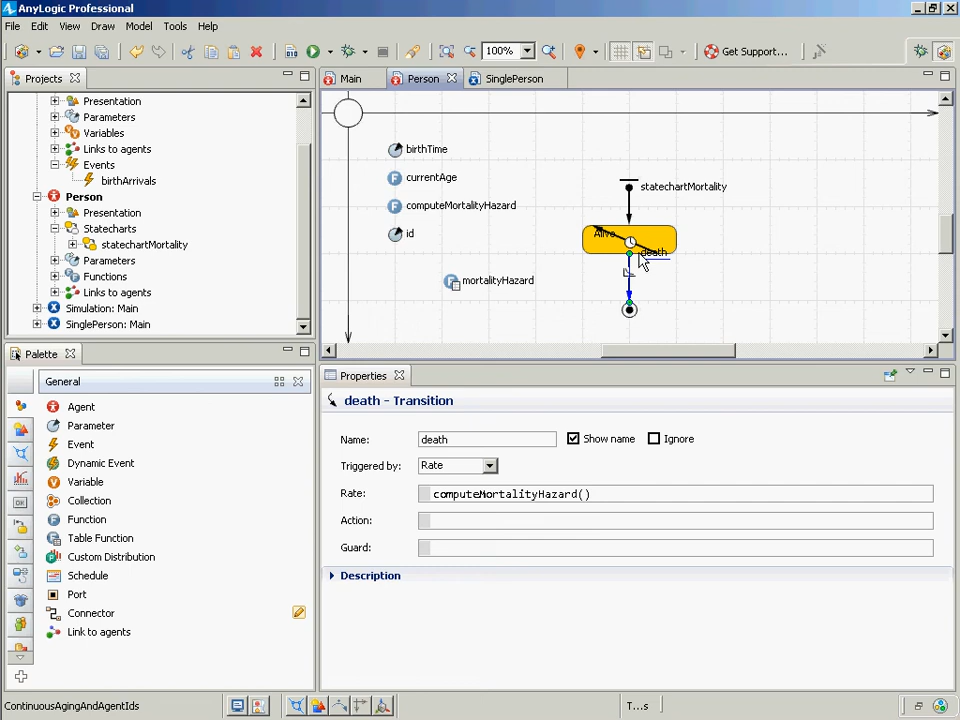 AnyLogic Professional
File Edit View Draw Model Tools Help
100% Get Support...
Projects
Presentation
Parameters
Variables
Links to agents
Events
birthArrivals
Person
Presentation
Statecharts
statechartMortality
Parameters
Functions
Links to agents
Simulation: Main
SinglePerson: Main
Palette
General
Agent
Parameter
Event
Dynamic Event
Variable
Collection
Function
Table Function
Custom Distribution
Schedule
Port
Connector
Link to agents
Main Person SinglePerson
birthTime
currentAge
computeMortalityHazard
id
mortalityHazard
statechartMortality
Alive
death
Properties
death - Transition
Name: death Show name Ignore
Triggered by: Rate
Rate: computeMortalityHazard()
Action:
Guard:
Description
ContinuousAgingAndAgentIds T...s